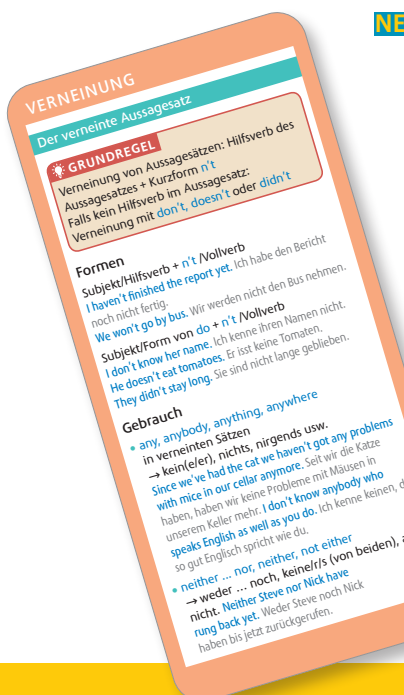 NE
VERNEINUNG
Der verneinte Aussagesatz
GRUNDREGEL
Verneinung von Aussagesätzen: Hilfsverb des
Aussagesatzes + Kurzform n't
Falls kein Hilfsverb im Aussagesatz:
Verneinung mit don't, doesn't oder didn't
Formen
Subjekt/Hilfsverb + n't /Vollverb
I haven't finished the report yet. Ich habe den Bericht
noch nicht fertig.
We won't go by bus. Wir werden nicht den Bus nehmen.
Subjekt/Form von do + n't /Vollverb
I don't know her name. Ich kenne ihren Namen nicht.
He doesn't eat tomatoes. Er isst keine Tomaten.
They didn't stay long. Sie sind nicht lange geblieben.
Gebrauch
• any, anybody, anything, anywhere
in verneinten Sätzen
→ kein(e/er), nichts, nirgends usw.
Since we've had the cat we haven't got any problems
with mice in our cellar anymore. Seit wir die Katze
haben, haben wir keine Probleme mit Mäusen in
unserem Keller mehr. I don't know anybody who
speaks English as well as you do. Ich kenne keinen, d
so gut Englisch spricht wie du.
• neither ... nor, neither, not either
→ weder ... noch, keine/r/s (von beiden), a
nicht. Neither Steve nor Nick have
rung back yet. Weder Steve noch Nick
haben bis jetzt zurückgerufen.